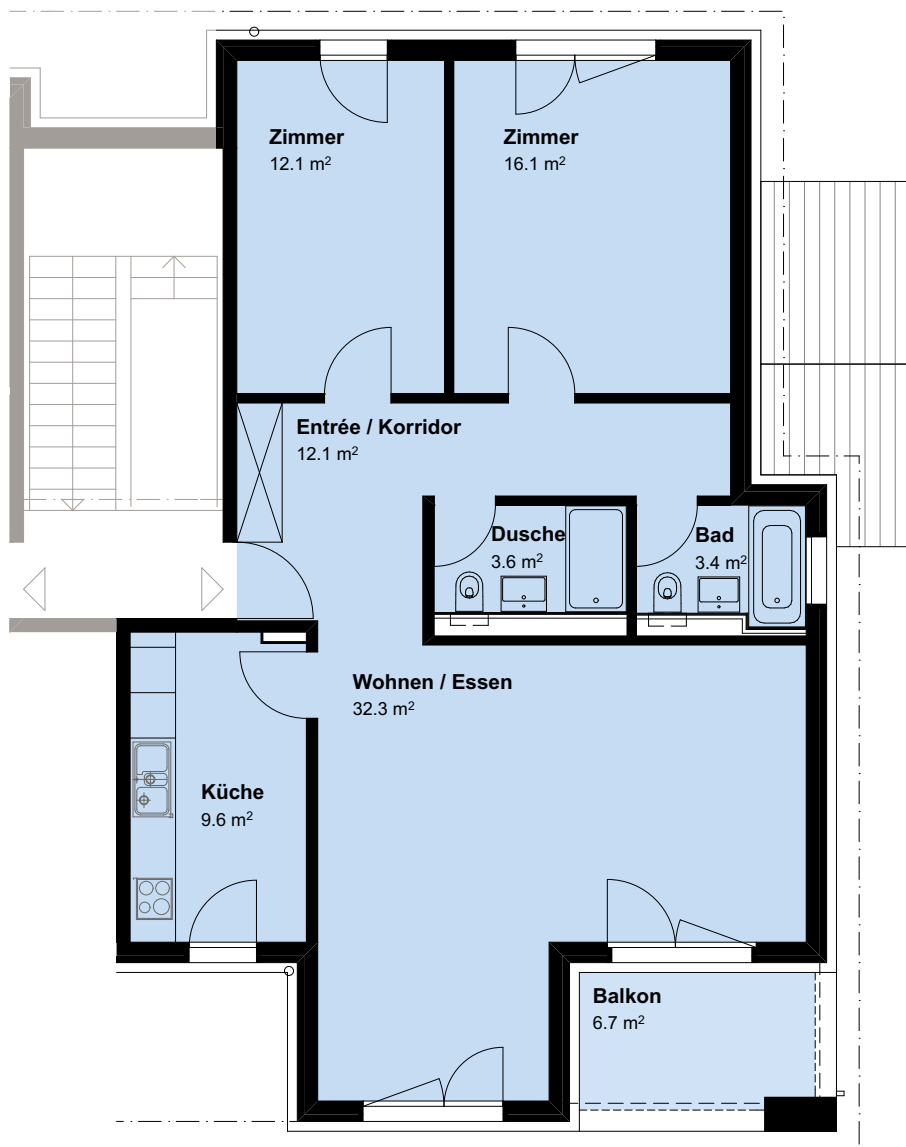 Zimmer
12.1 m²
Zimmer
16.1 m²
Entrée / Korridor
12.1 m²
Dusche
3.6 m²
Bad
3.4 m²
Wohnen / Essen
32.3 m²
Küche
9.6 m²
Balkon
6.7 m²